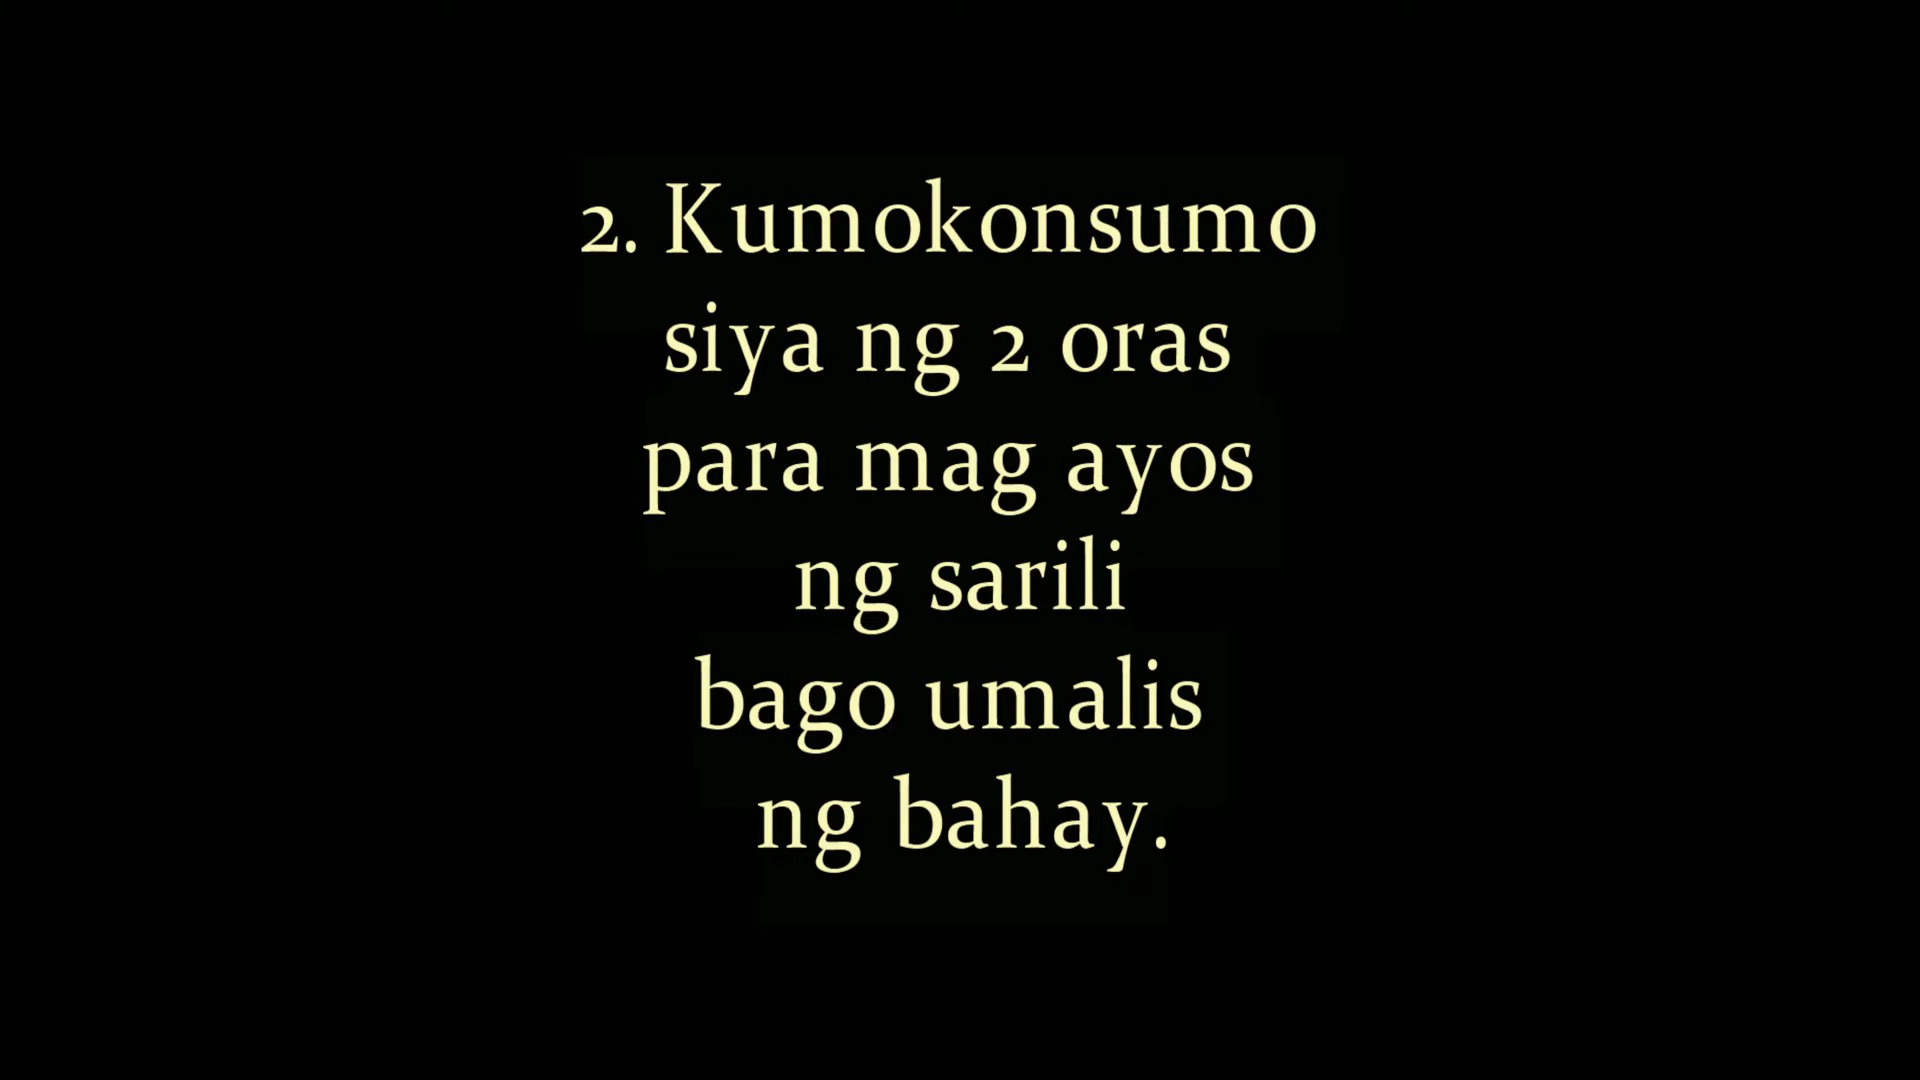 2. Kumokonsumo
siya ng 2 oras
para mag ayos
ng sarili
bago umalis
ng bahay.